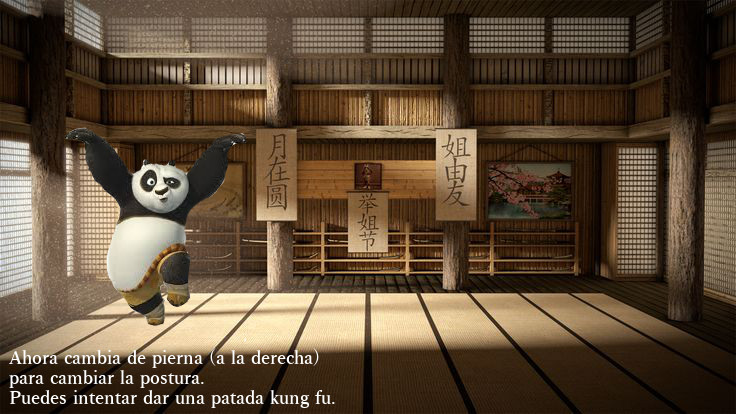 月在圆
举姐节
姐由友
Ahora cambia de pierna (a la derecha)
para cambiar la postura.
Puedes intentar dar una patada kung fu.